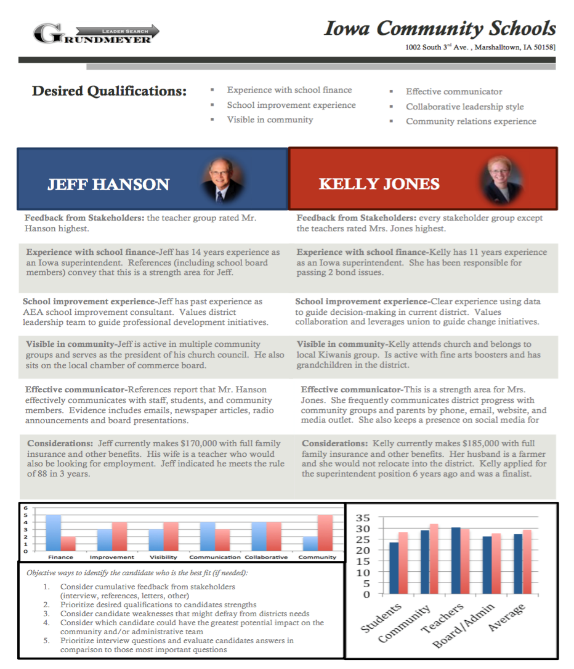 LEADER SEARCH
GRUNDMEYER
Iowa Community Schools
1002 South 3rd Ave. , Marshalltown, IA 50158]
Desired Qualifications:
▪ Experience with school finance
▪ School improvement experience
▪ Visible in community
▪ Effective communicator
▪ Collaborative leadership style
▪ Community relations experience
JEFF HANSON
Feedback from Stakeholders: the teacher group rated Mr.
Hanson highest.
Experience with school finance-Jeff has 14 years experience as
an Iowa superintendent. References (including school board
members) convey that this is a strength area for Jeff.
School improvement experience-Jeff has past experience as
AEA school improvement consultant. Values district
leadership team to guide professional development initiatives.
Visible in community-Jeff is active in multiple community
groups and serves as the president of his church council. He also
sits on the local chamber of commerce board.
Effective communicator-References report that Mr. Hanson
effectively communicates with staff, students, and community
members. Evidence includes emails, newspaper articles, radio
announcements and board presentations.
Considerations: Jeff currently makes $170,000 with full family
insurance and other benefits. His wife is a teacher who would
also be looking for employment. Jeff indicated he meets the rule
of 88 in 3 years.
KELLY JONES
Feedback from Stakeholders: every stakeholder group except
the teachers rated Mrs. Jones highest.
Experience with school finance-Kelly has 11 years experience
as an Iowa superintendent. She has been responsible for
passing 2 bond issues.
School improvement experience-Clear experience using data
to guide decision-making in current district. Values
collaboration and leverages union to guide change initiatives.
Visible in community-Kelly attends church and belongs to
local Kiwanis group. Is active with fine arts boosters and has
grandchildren in the district.
Effective communicator-This is a strength area for Mrs.
Jones. She frequently communicates district progress with
community groups and parents by phone, email, website, and
media outlet. She also keeps a presence on social media for
Considerations: Kelly currently makes $185,000 with full family
insurance and other benefits. Her husband is a farmer
and she would not relocate into the district. Kelly applied for
the superintendent position 6 years ago and was a finalist.
6
5
4
3
2
1
0
Finance Improvement Visibility Communication Collaborative Community
Objective ways to identify the candidate who is the best fit (if needed):
1. Consider cumulative feedback from stakeholders
(interview, references, letters, other)
2. Prioritize desired qualifications to candidates strengths
3. Consider candidate weaknesses that might defray from districts needs
4. Consider which candidate could have the greatest potential impact on the
community and/or administrative team
5. Prioritize interview questions and evaluate candidates answers in
comparison to those most important questions
35
30
25
20
15
10
5
0
Students
Community
Teachers
Board/Admin
Average